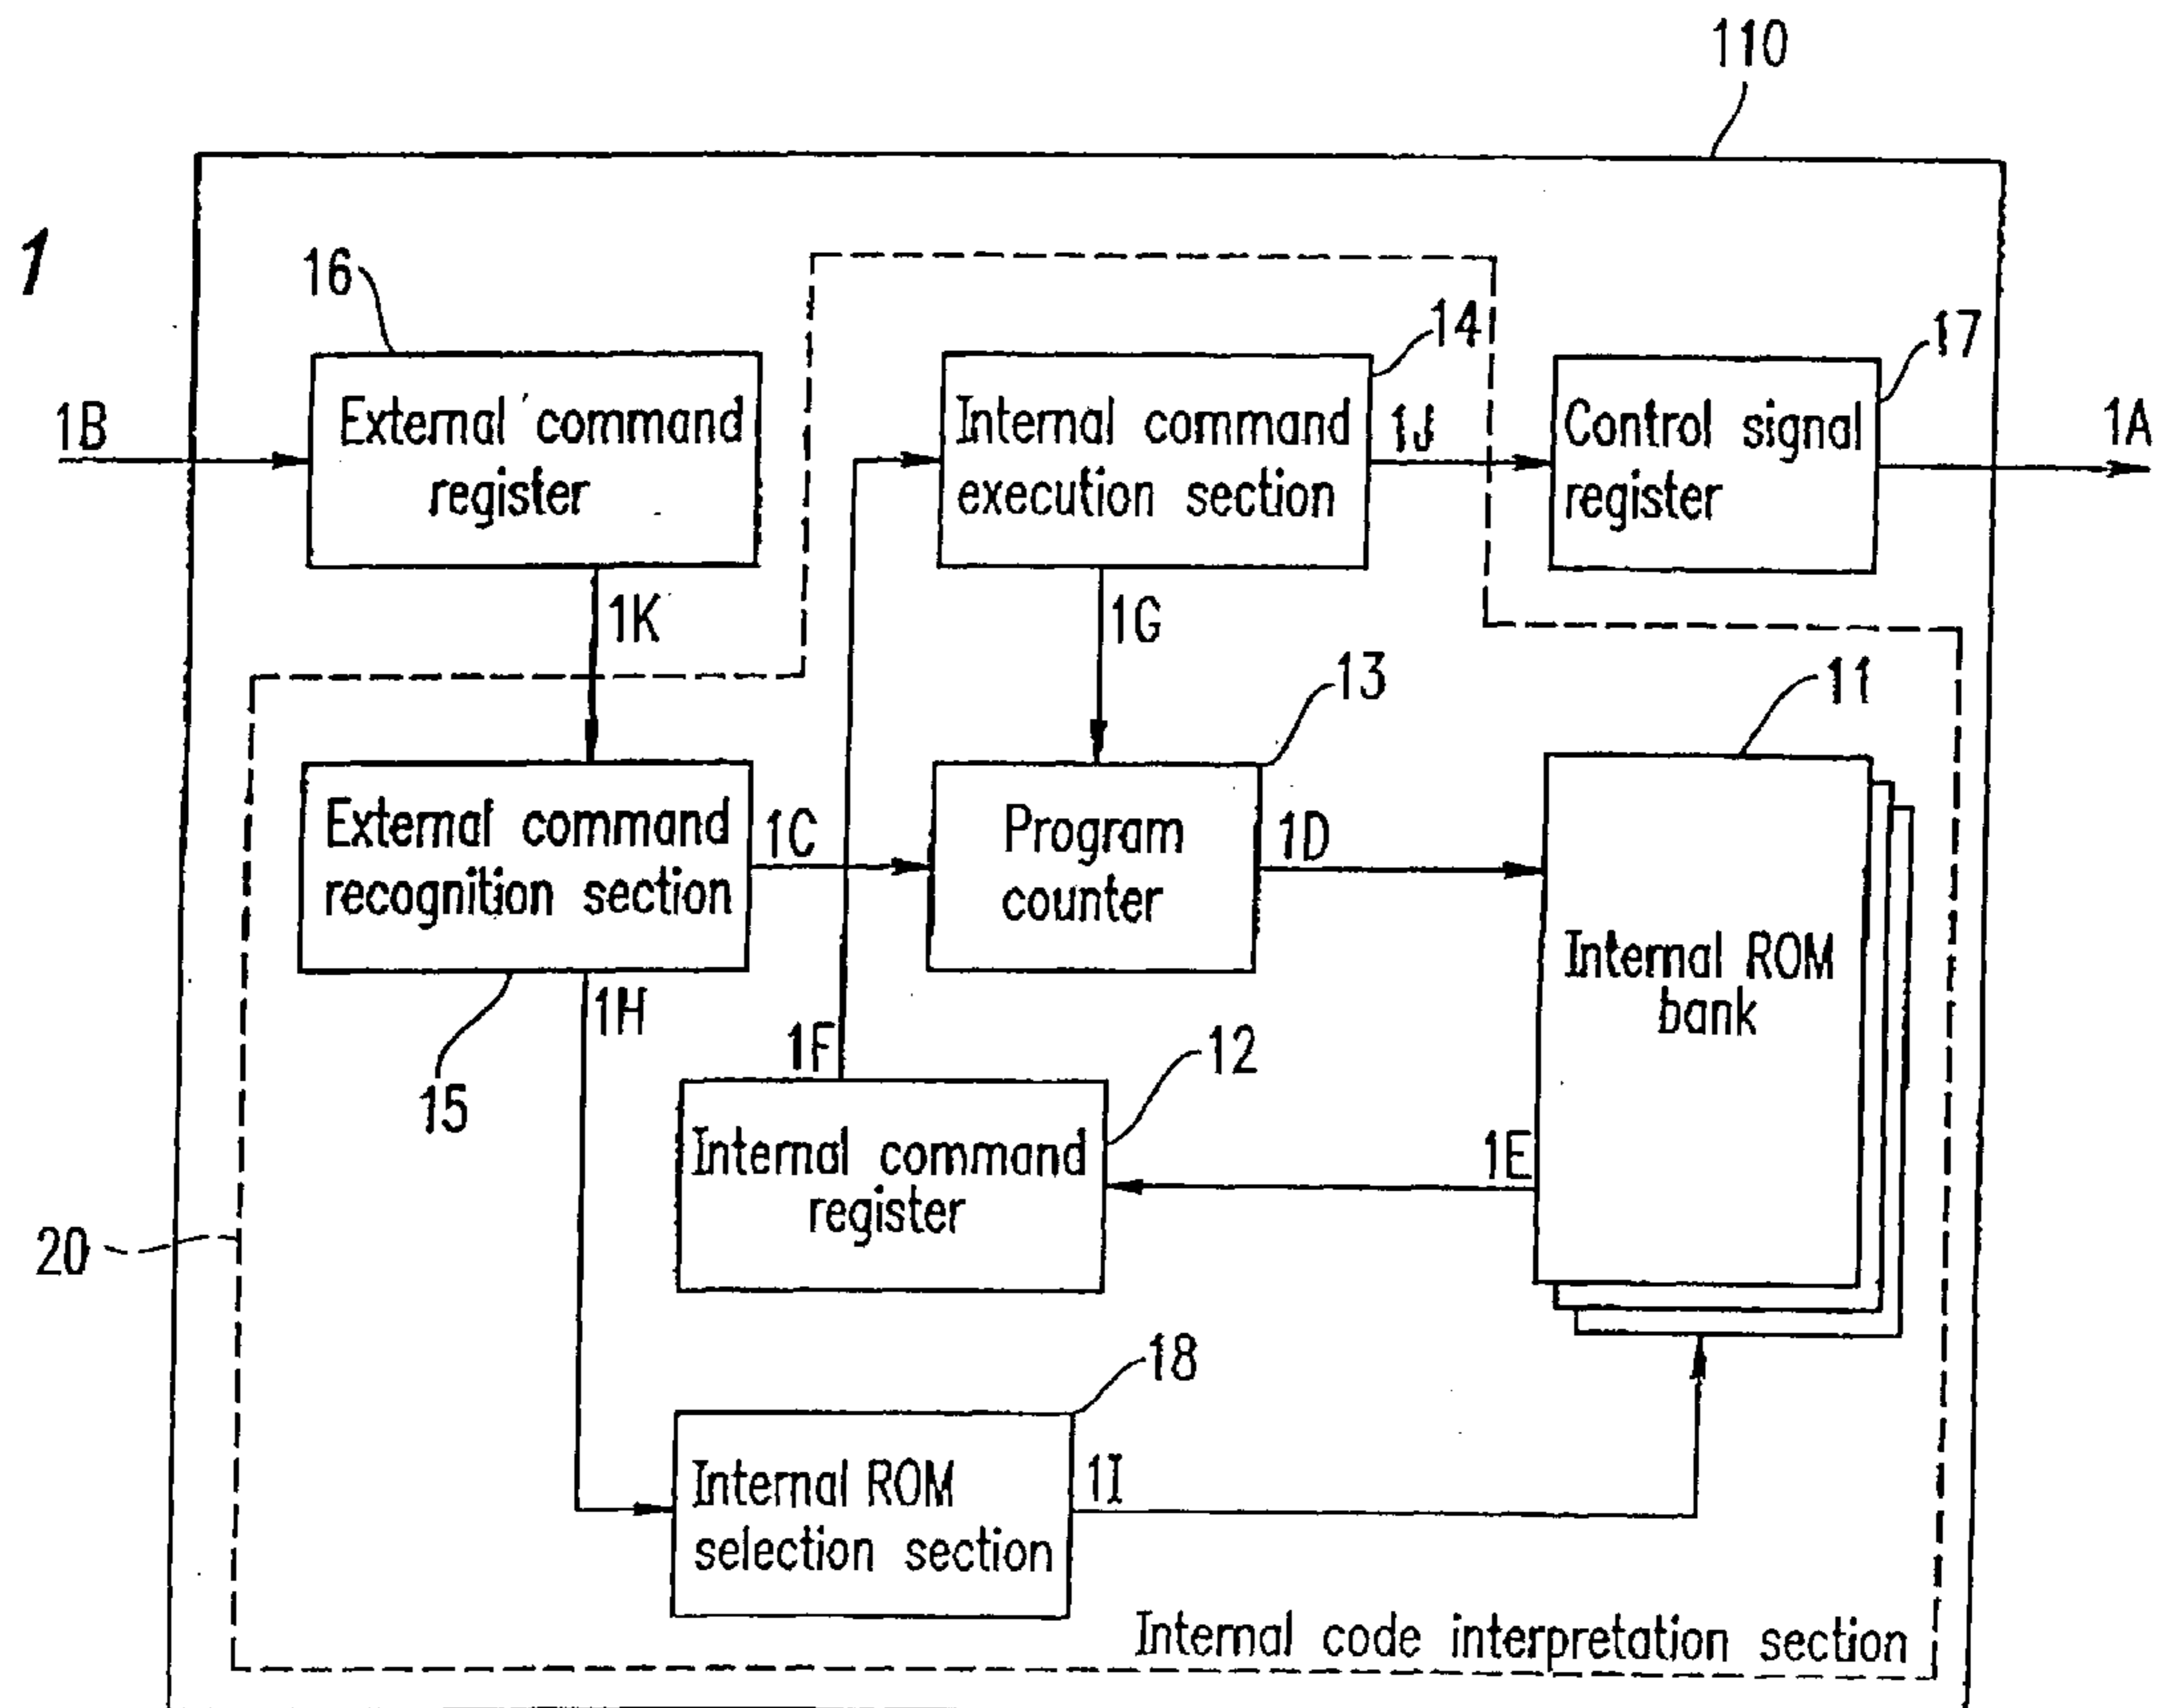 110
1
16
14
17
1B
External command
register
Internal command
execution section
1J
Control signal
register
1A
1K
1G
13
11
External command
recognition section
1C
Program
counter
1D
Internal ROM
bank
1H
1F
12
15
Internal command
register
1E
20
18
Internal ROM
selection section
1I
Internal code interpretation section